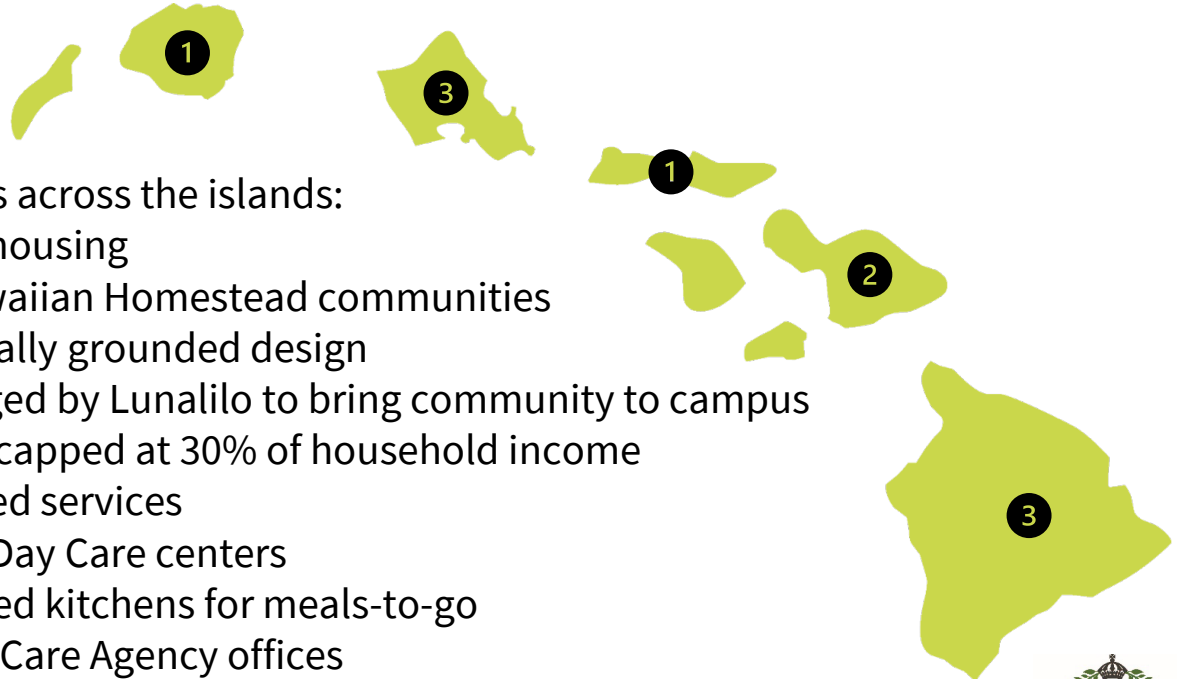 1
3
1
s across the islands:
housing
2
waiian Homestead communities
ally grounded design
ged by Lunalilo to bring community to campus
capped at 30% of household income
ed services
3
Day Care centers
ed kitchens for meals-to-go
Care Agency offices